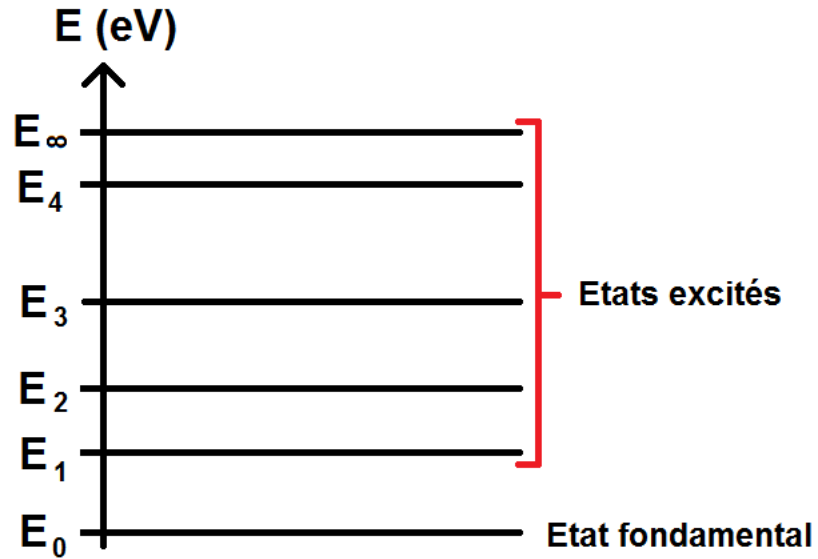 E (eV)
E∞
E4
E3
Etats excités
E2
E1
E0
Etat fondamental